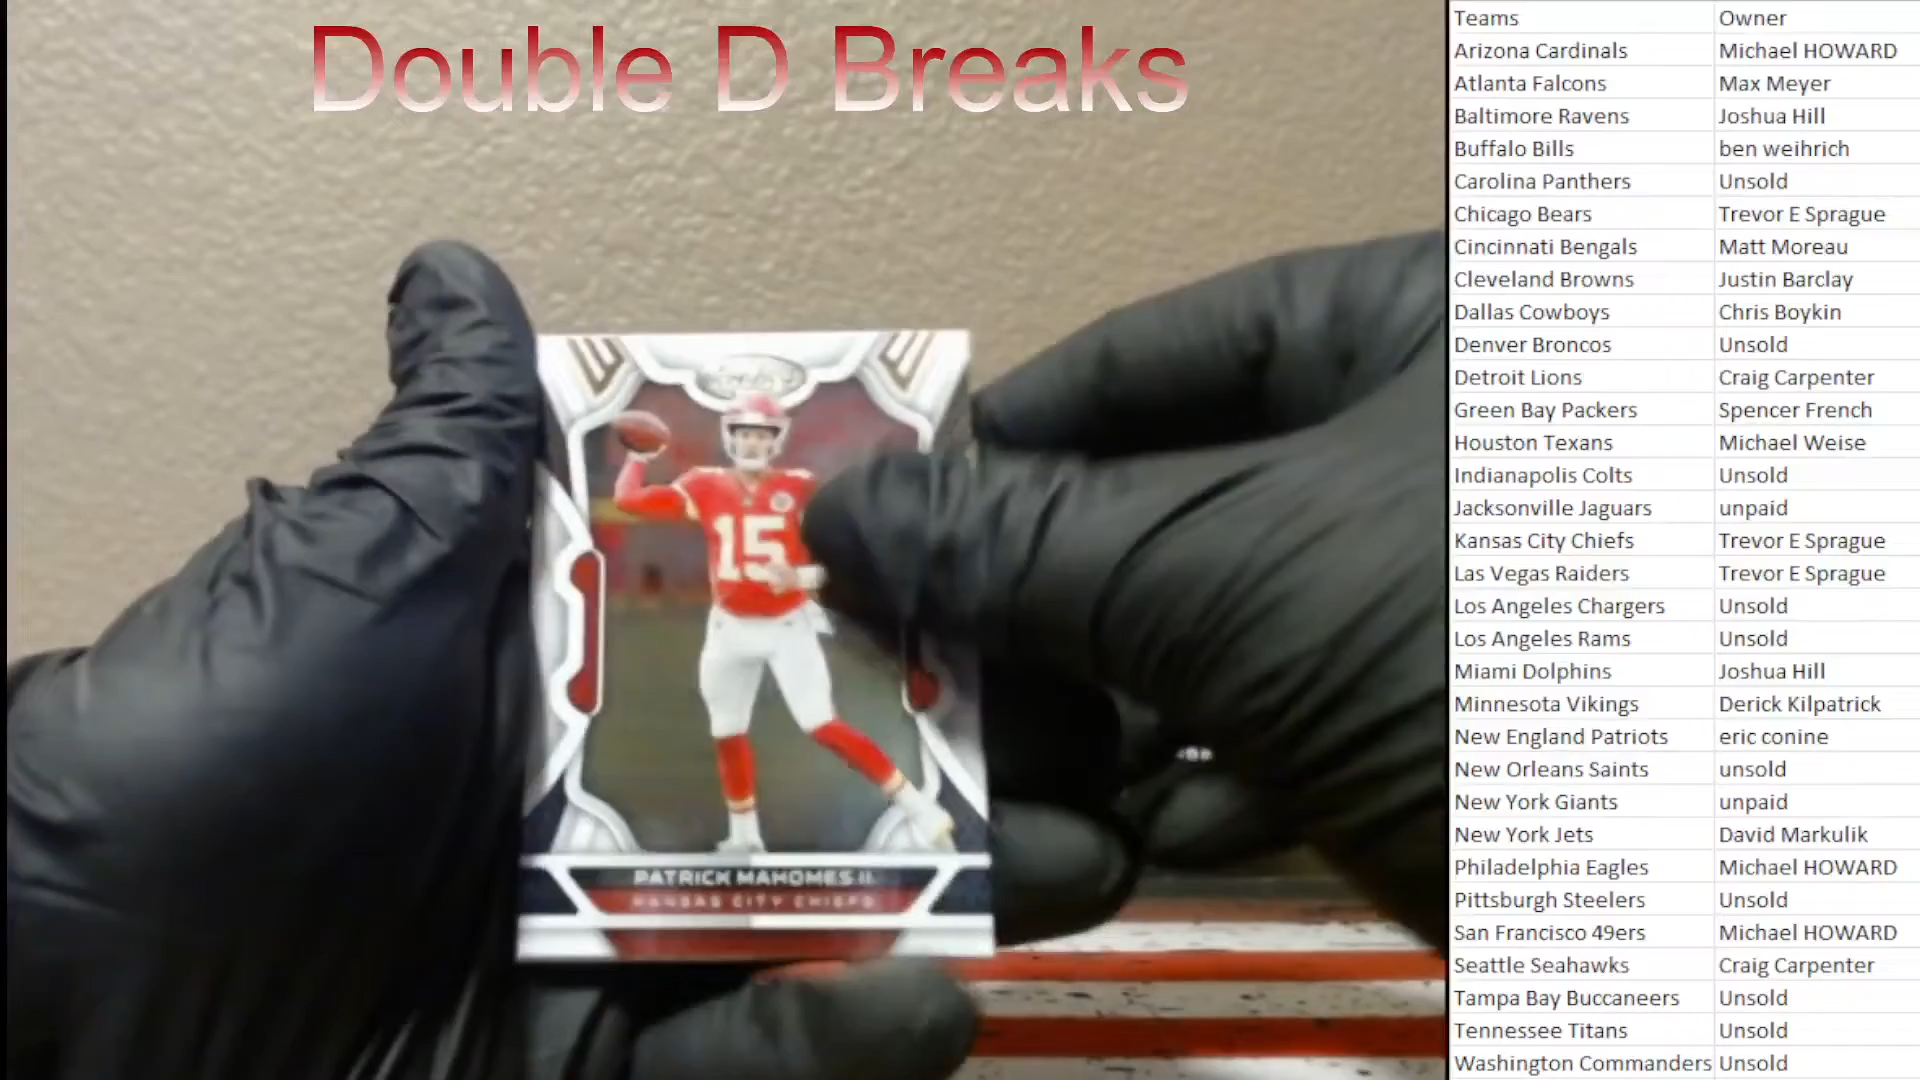 Double D Breaks
15
PATRICK MAHOMES II
KANSAS CITY CHIEFS
Teams Owner
Arizona Cardinals Michael HOWARD
Atlanta Falcons Max Meyer
Baltimore Ravens Joshua Hill
Buffalo Bills ben weihrich
Carolina Panthers Unsold
Chicago Bears Trevor E Sprague
Cincinnati Bengals Matt Moreau
Cleveland Browns Justin Barclay
Dallas Cowboys Chris Boykin
Denver Broncos Unsold
Detroit Lions Craig Carpenter
Green Bay Packers Spencer French
Houston Texans Michael Weise
Indianapolis Colts Unsold
Jacksonville Jaguars unpaid
Kansas City Chiefs Trevor E Sprague
Las Vegas Raiders Trevor E Sprague
Los Angeles Chargers Unsold
Los Angeles Rams Unsold
Miami Dolphins Joshua Hill
Minnesota Vikings Derick Kilpatrick
New England Patriots eric conine
New Orleans Saints unsold
New York Giants unpaid
New York Jets David Markulik
Philadelphia Eagles Michael HOWARD
Pittsburgh Steelers Unsold
San Francisco 49ers Michael HOWARD
Seattle Seahawks Craig Carpenter
Tampa Bay Buccaneers Unsold
Tennessee Titans Unsold
Washington Commanders Unsold